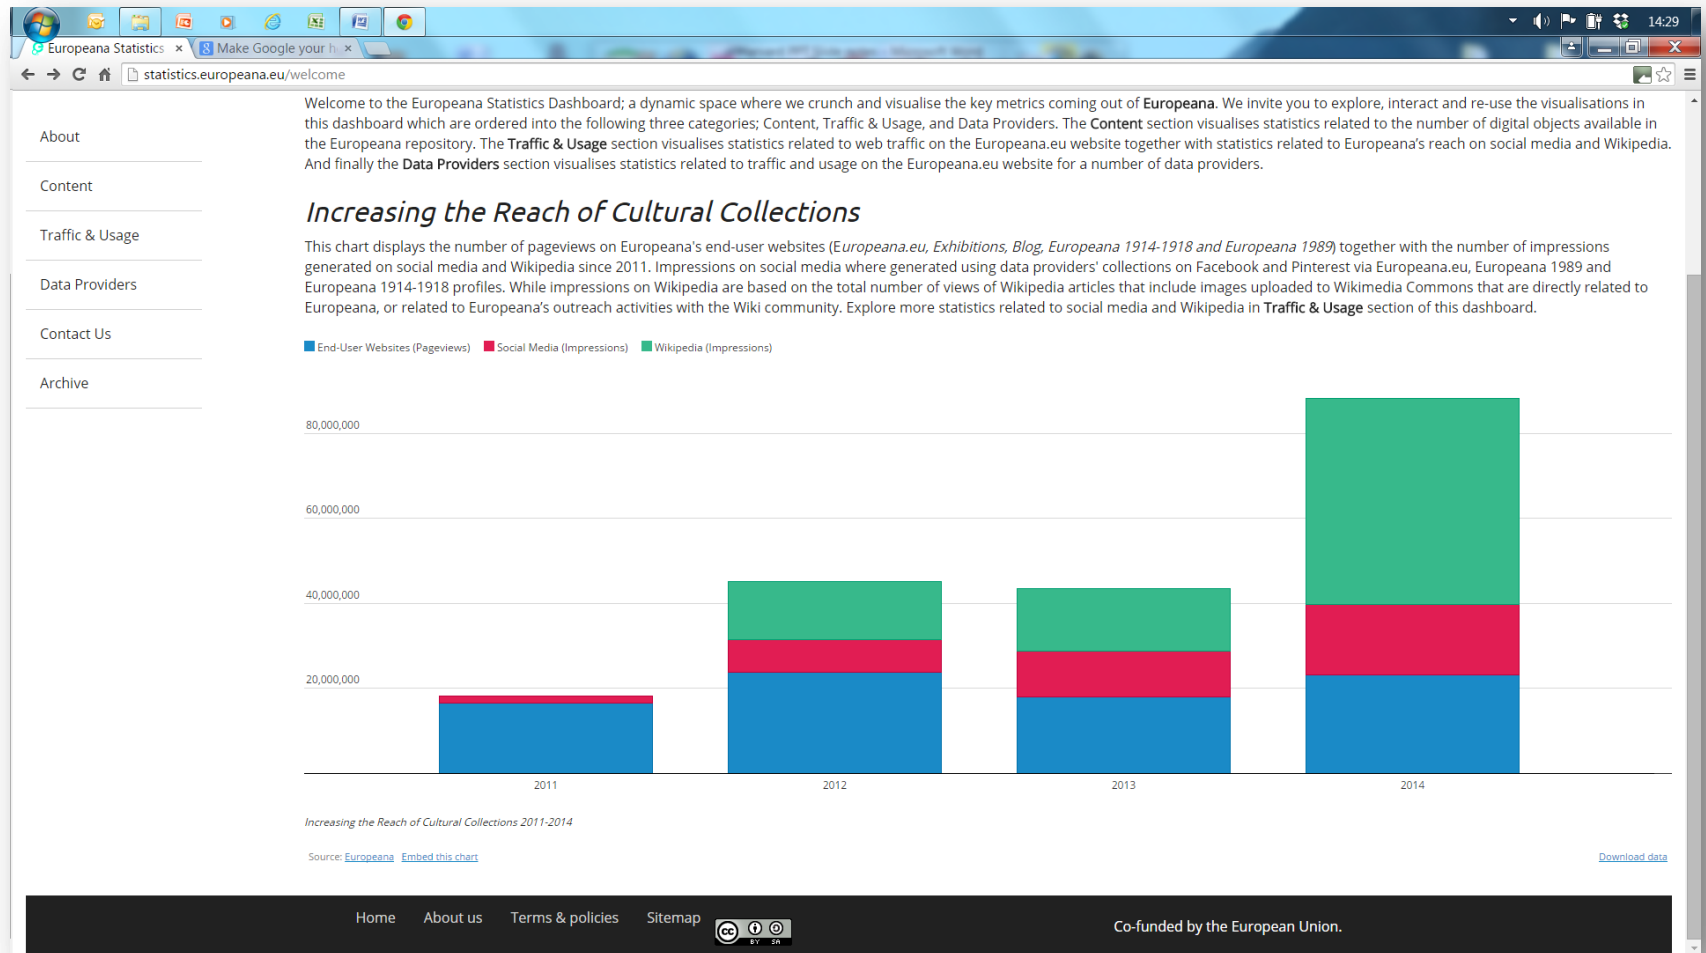 14:29
Europeana Statistics
Make Google your h
statistics.europeana.eu/welcome
About
Content
Traffic & Usage
Data Providers
Contact Us
Archive
Welcome to the Europeana Statistics Dashboard; a dynamic space where we crunch and visualise the key metrics coming out of Europeana. We invite you to explore, interact and re-use the visualisations in
this dashboard which are ordered into the following three categories; Content, Traffic & Usage, and Data Providers. The Content section visualises statistics related to the number of digital objects available in
the Europeana repository. The Traffic & Usage section visualises statistics related to web traffic on the Europeana.eu website together with statistics related to Europeana's reach on social media and Wikipedia.
And finally the Data Providers section visualises statistics related to traffic and usage on the Europeana.eu website for a number of data providers.
Increasing the Reach of Cultural Collections
This chart displays the number of pageviews on Europeana's end-user websites (Europeana.eu, Exhibitions, Blog, Europeana 1914-1918 and Europeana 1989) together with the number of impressions
generated on social media and Wikipedia since 2011. Impressions on social media where generated using data providers' collections on Facebook and Pinterest via Europeana.eu, Europeana 1989 and
Europeana 1914-1918 profiles. While impressions on Wikipedia are based on the total number of views of Wikipedia articles that include images uploaded to Wikimedia Commons that are directly related to
Europeana, or related to Europeana's outreach activities with the Wiki community. Explore more statistics related to social media and Wikipedia in Traffic & Usage section of this dashboard.
End-User Websites (Pageviews) Social Media (Impressions) Wikipedia (Impressions)
80,000,000
60,000,000
40,000,000
20,000,000
2011 2012 2013 2014
Increasing the Reach of Cultural Collections 2011-2014
Source: Europeana Embed this chart Download data
Home About us Terms & policies Sitemap
cc BY SA
Co-funded by the European Union.